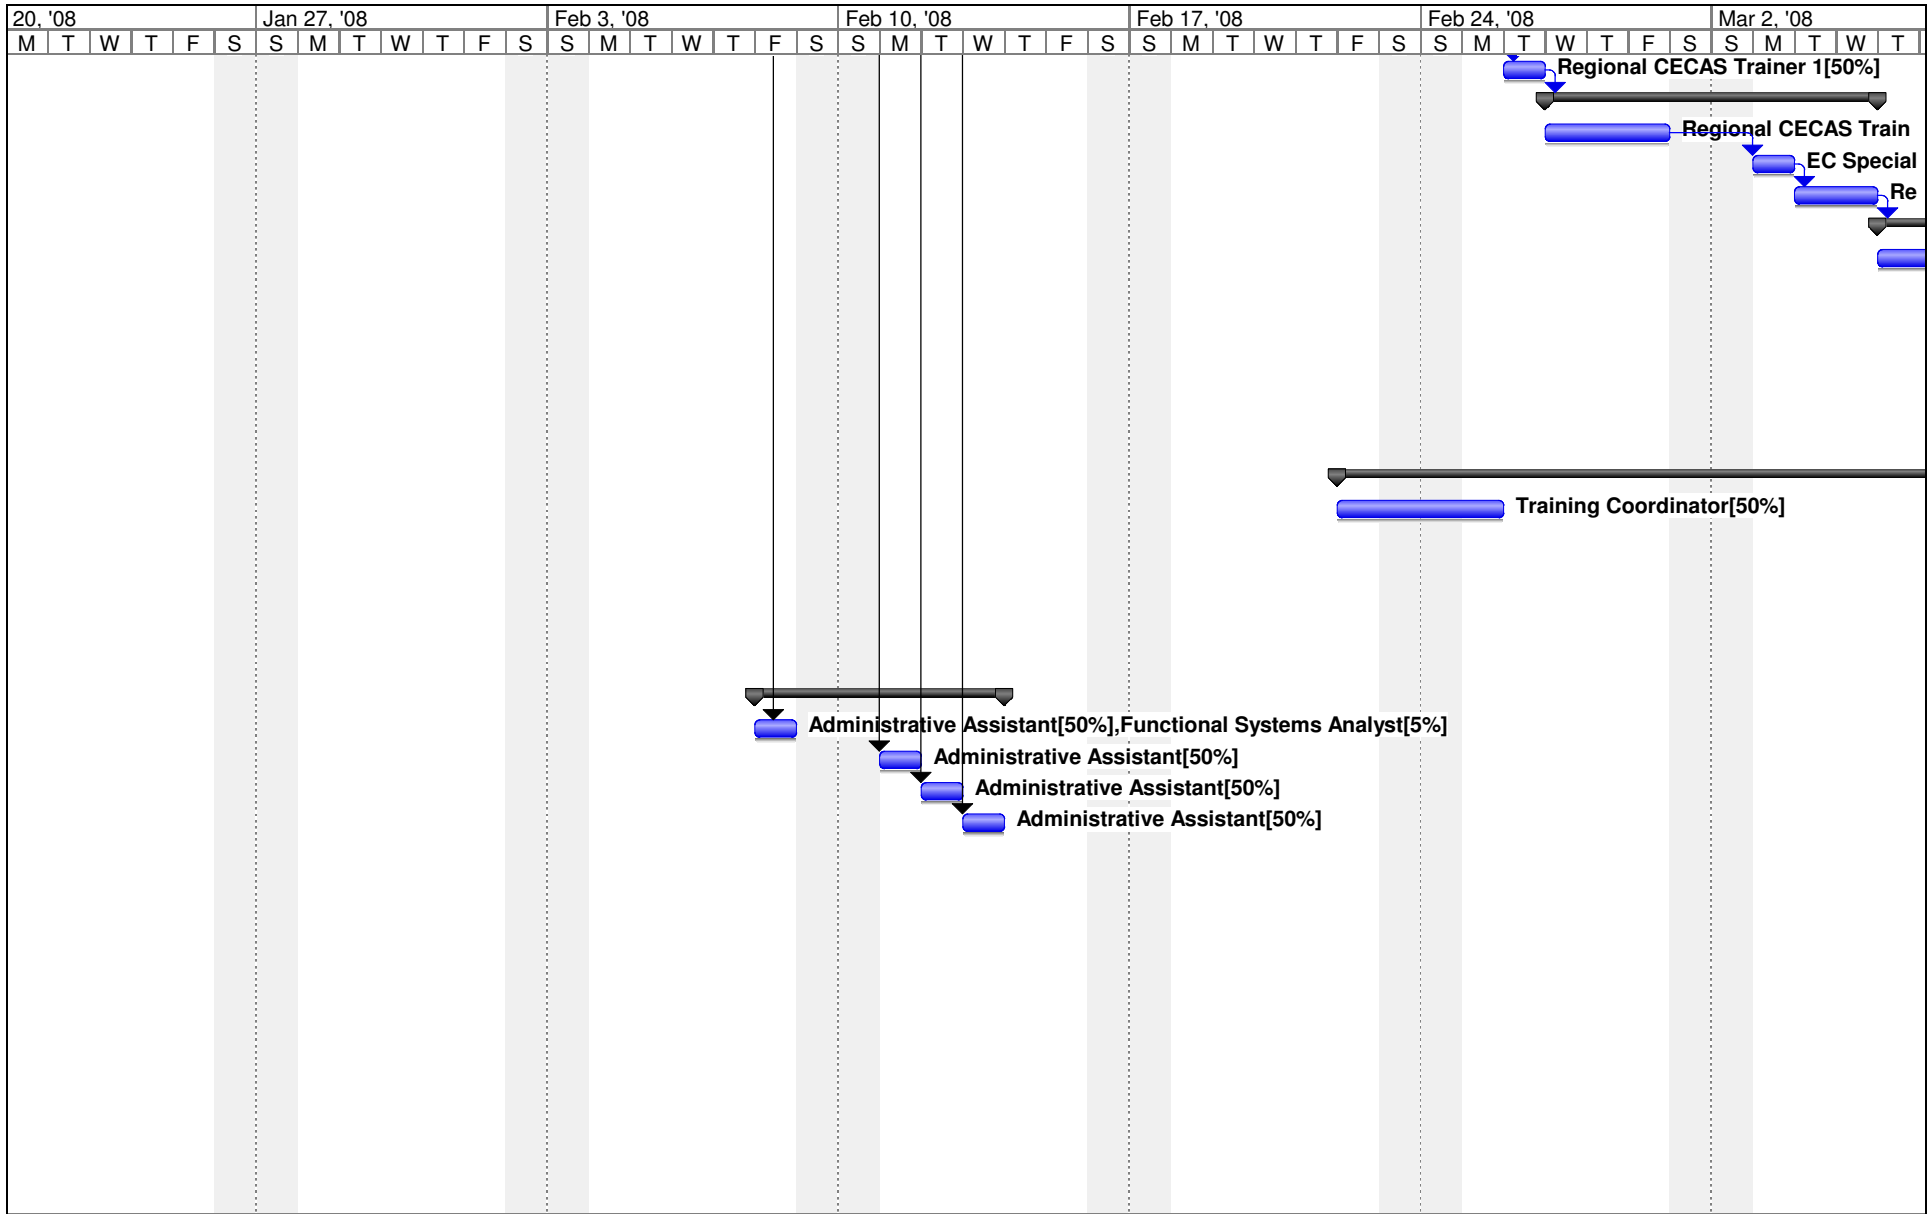 20, '08 Jan 27, '08 Feb 3, '08 Feb 10, '08 Feb 17, '08 Feb 24, '08 Mar 2, '08
M T W T F S S M T W T F S S M T W T F S S M T W T F S S M T W T F S S M T W T F S S M T W T
Regional CECAS Trainer 1[50%]
Regional CECAS Train
EC Special
Re
Training Coordinator[50%]
Administrative Assistant[50%],Functional Systems Analyst[5%]
Administrative Assistant[50%]
Administrative Assistant[50%]
Administrative Assistant[50%]